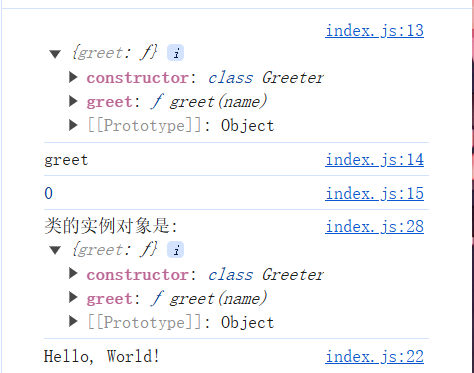 index.js:13
▼ {greet: ƒ} i
▶ constructor: class Greeter
▶ greet: ƒ greet(name)
▶ [[Prototype]]: Object
greet index.js:14
0 index.js:15
类的实例对象是: index.js:28
▼ {greet: ƒ} i
▶ constructor: class Greeter
▶ greet: ƒ greet(name)
▶ [[Prototype]]: Object
Hello, World! index.js:22